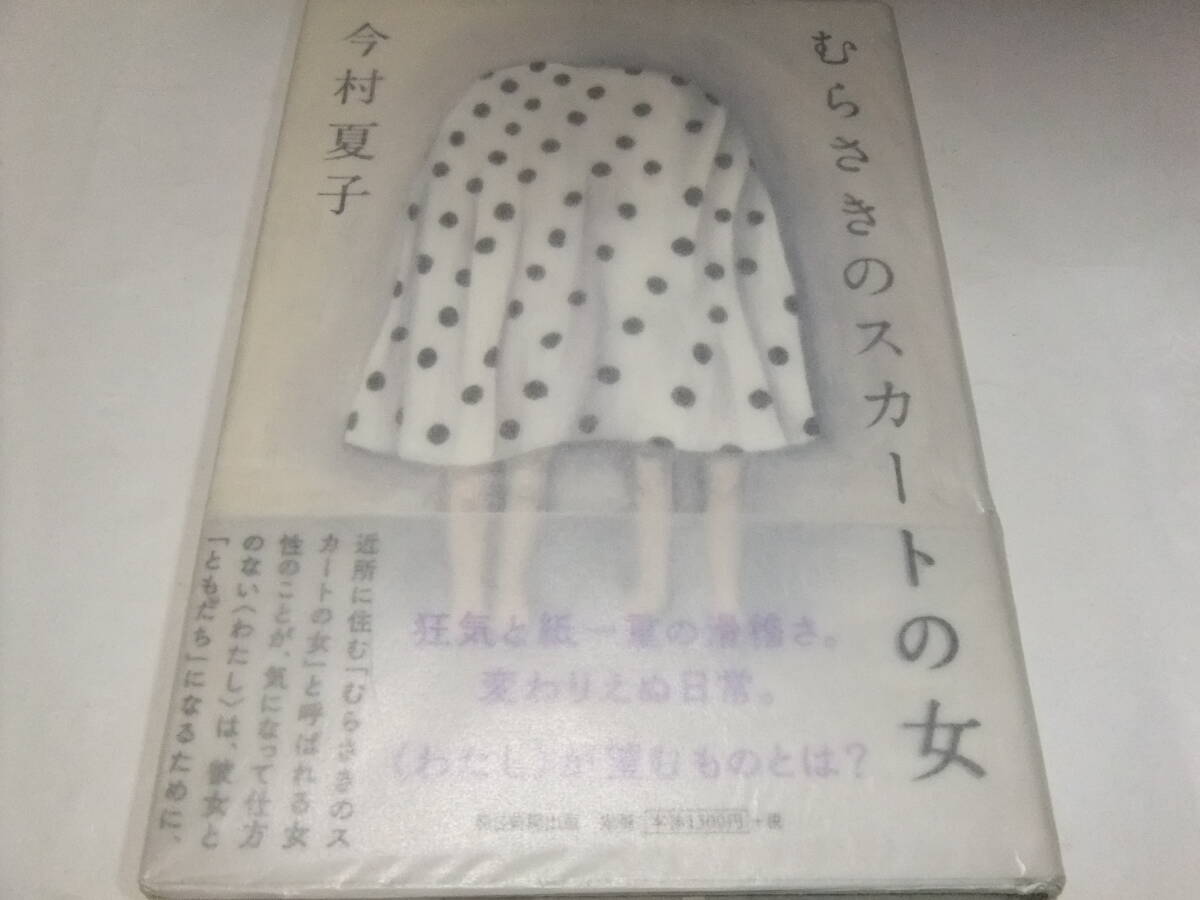 むらさきのスカートの女
今村夏子
近所に住む「むらさきのス
カートの女」と呼ばれる女
性のことが、気になって仕方
のない〈わたし〉は、彼女と
「ともだち」になるために、
狂気と紙一重の滑稽さ。
変わりえぬ日常。
〈わたし〉が望むものとは?
朝日新聞出版 定価 本体1300円+税